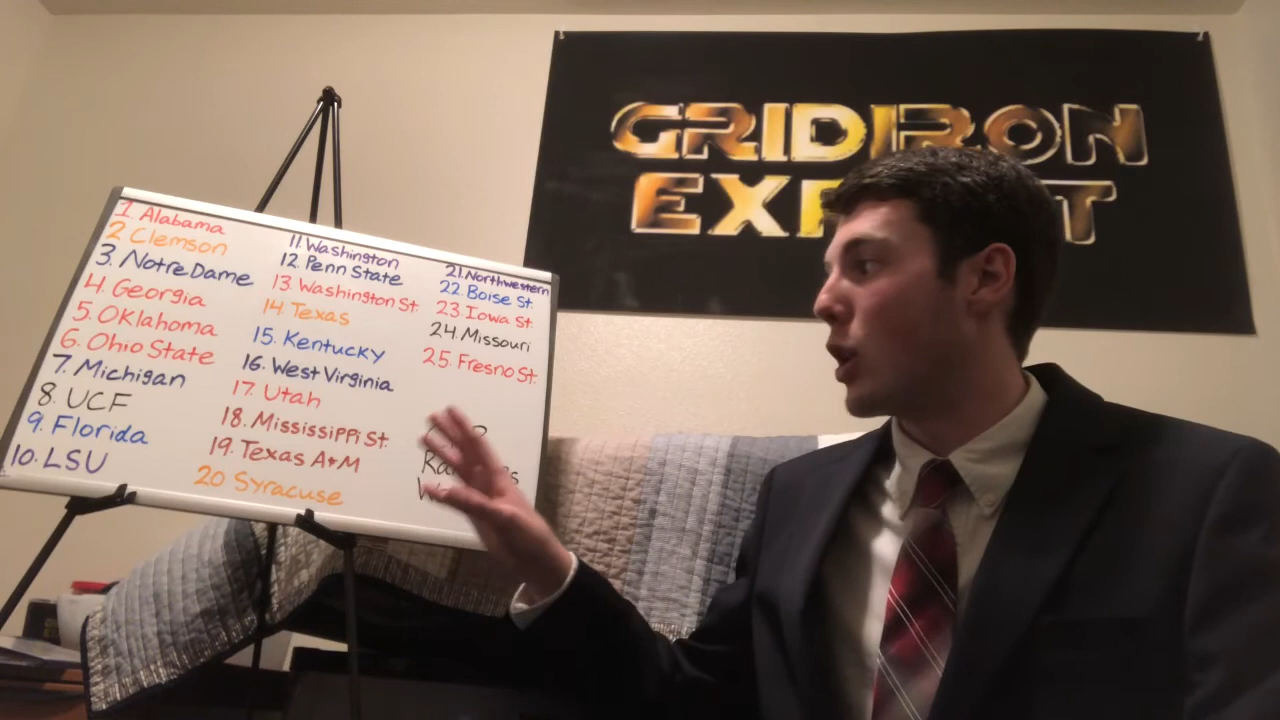 GRIDIRON
1. Alabama
2 Clemson
3. Notre Dame
4. Georgia
5. Oklahoma
6. Ohio State
7. Michigan
8. UCF
9. Florida
10. LSU
11. Washington
12. Penn State
13. Washington St.
14 Texas
15. Kentucky
16. West Virginia
17. Utah
18. Mississippi St.
19. Texas A+M
20 Syracuse
21. Northwestern
22. Boise St.
23 Iowa St.
24. Missouri
25. Fresno St.